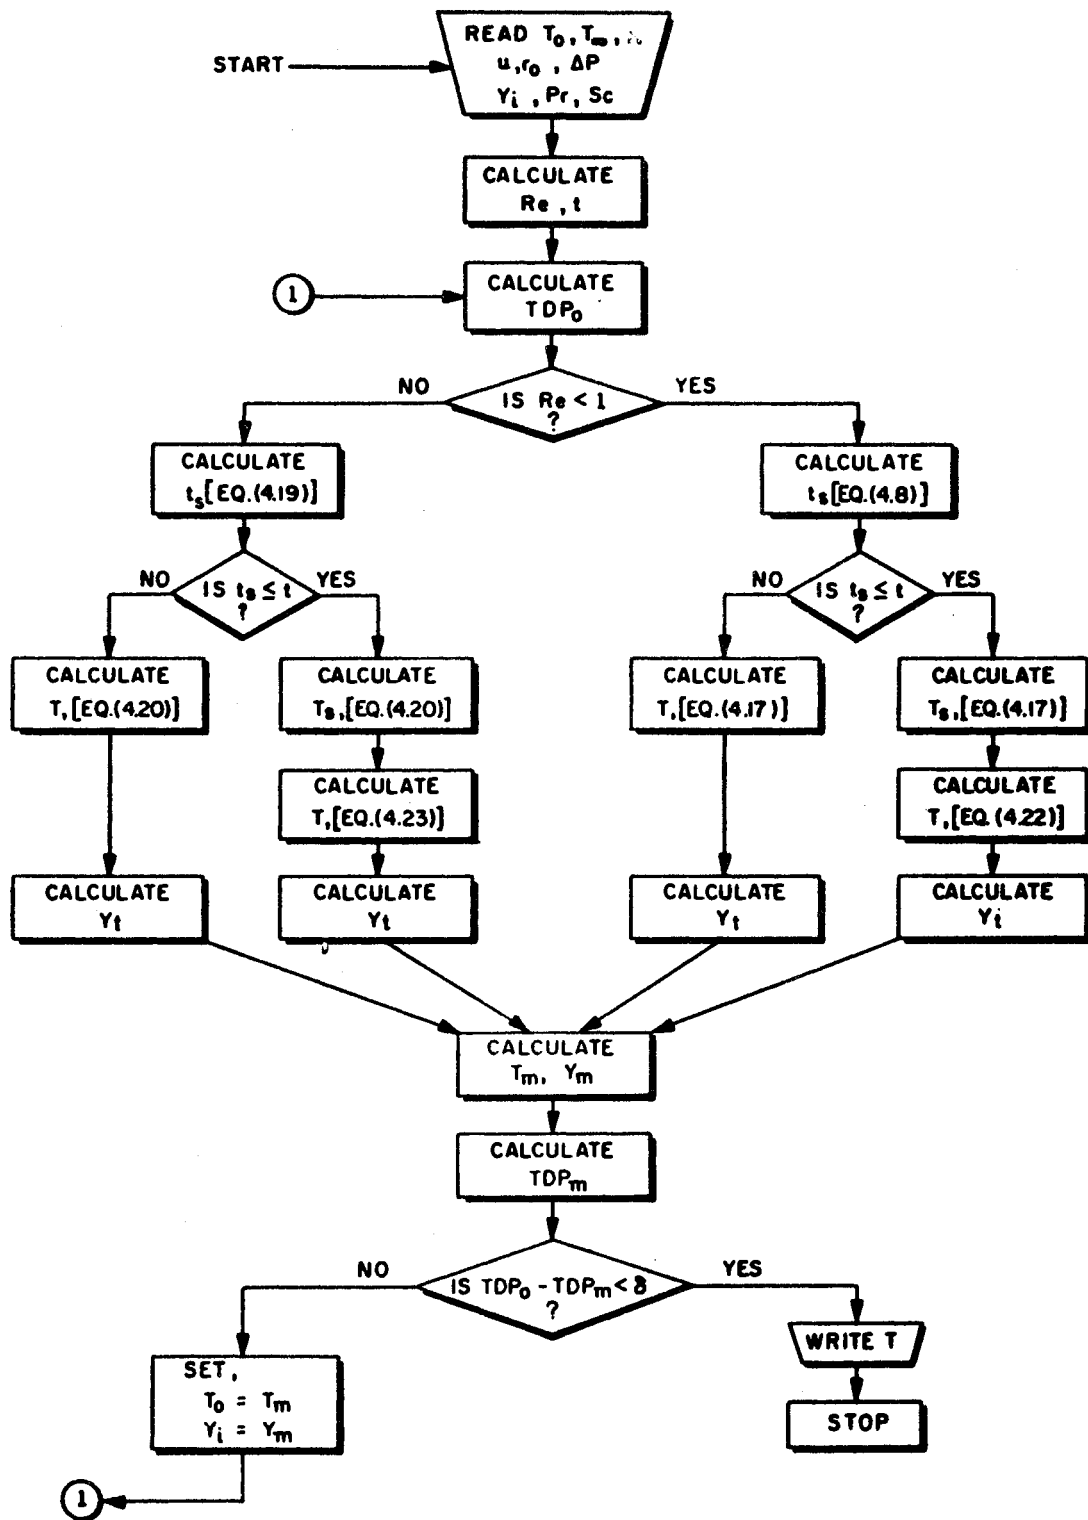 READ T₀, T∞,
START
u, r₀, ΔP
Yᵢ, Pr, Sc
CALCULATE
Re, t
1
CALCULATE
TDP₀
NO
IS Re < 1
?
YES
CALCULATE
tₛ[EQ.(4.19)]
CALCULATE
tₛ[EQ.(4.8)]
NO
IS tₛ ≤ t
?
YES
NO
IS tₛ ≤ t
?
YES
CALCULATE
T,[EQ.(4.20)]
CALCULATE
Tₛ,[EQ.(4.20)]
CALCULATE
T,[EQ.(4.17)]
CALCULATE
Tₛ,[EQ.(4.17)]
CALCULATE
T,[EQ.(4.23)]
CALCULATE
T,[EQ.(4.22)]
CALCULATE
Yₜ
CALCULATE
Yₜ
CALCULATE
Yₜ
CALCULATE
Yₜ
CALCULATE
Tₘ, Yₘ
CALCULATE
TDPₘ
NO
IS TDP₀ - TDPₘ < δ
?
YES
WRITE T
STOP
SET,
T₀ = Tₘ
Yᵢ = Yₘ
1